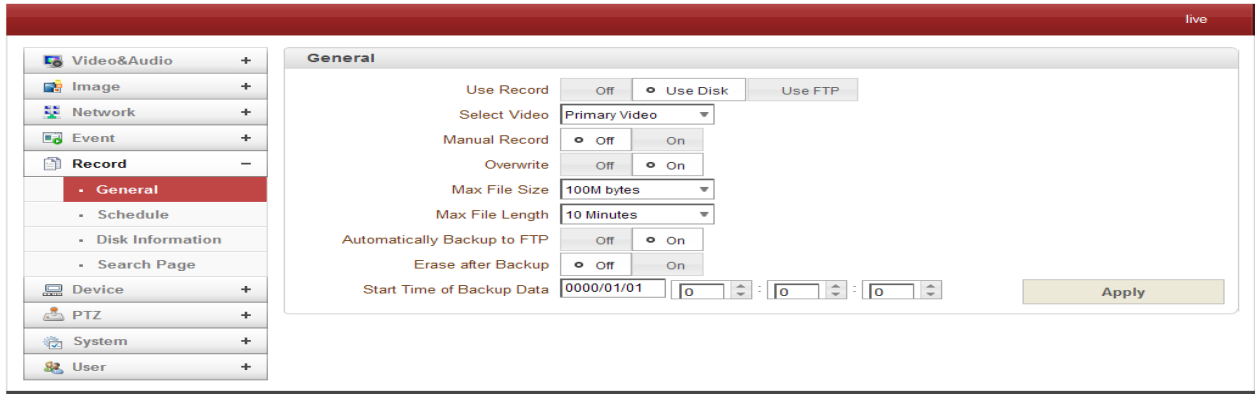 live
Video&Audio +
Image +
Network +
Event +
Record −
General
Schedule
Disk Information
Search Page
Device +
PTZ +
System +
User +
General
Use Record Off Use Disk Use FTP
Select Video Primary Video
Manual Record Off On
Overwrite Off On
Max File Size 100M bytes
Max File Length 10 Minutes
Automatically Backup to FTP Off On
Erase after Backup Off On
Start Time of Backup Data 0000/01/01 0 : 0 : 0 Apply